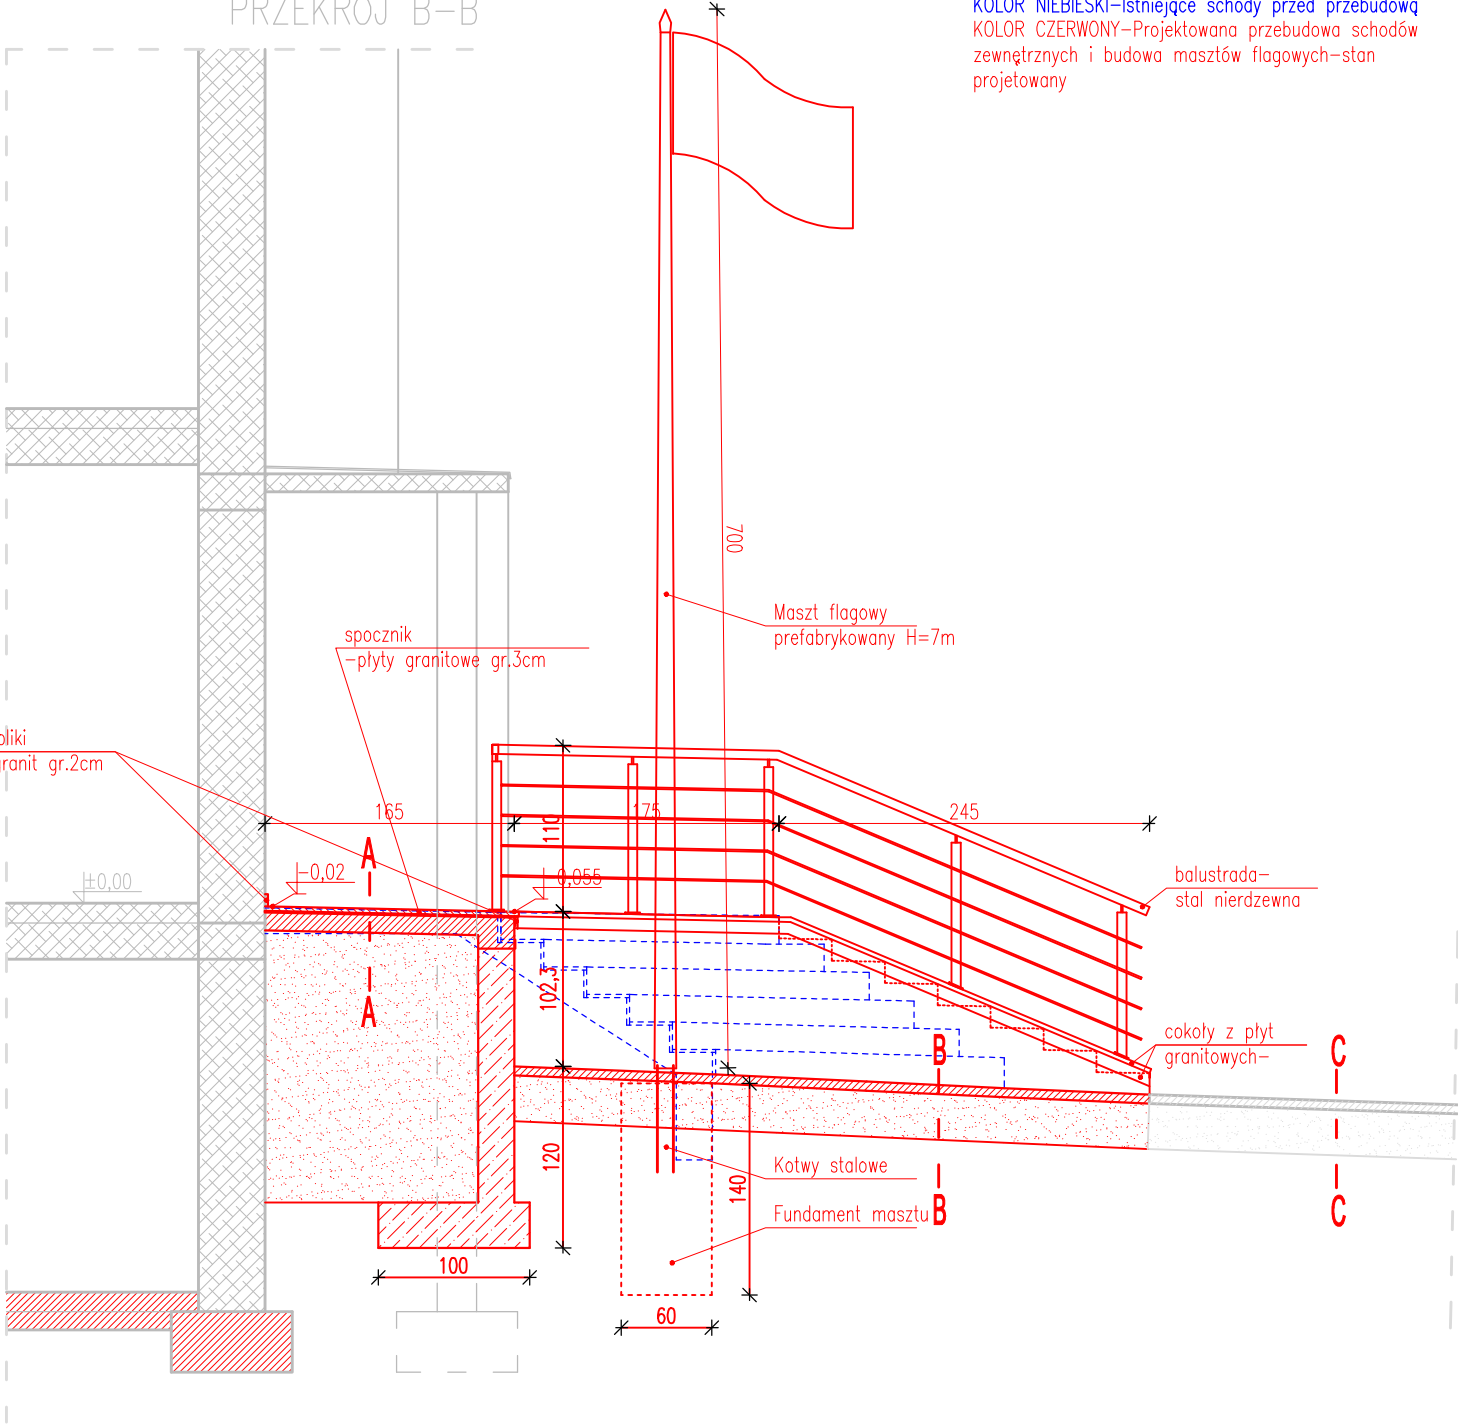 PRZEKRÓJ B-B
KOLOR NIEBIESKI-Istniejące schody przed przebudową
KOLOR CZERWONY-Projektowana przebudowa schodów
zewnętrznych i budowa masztów flagowych-stan
projetowany
700
Maszt flagowy
prefabrykowany H=7m
spocznik
-płyty granitowe gr.3cm
oliki
ranit gr.2cm
165
175
245
110
A
-0,02
-0,055
±0,00
balustrada-
stal nierdzewna
102,3
A
cokoły z płyt
granitowych-
B
C
120
Kotwy stalowe
140
Fundament masztu
B
C
100
60